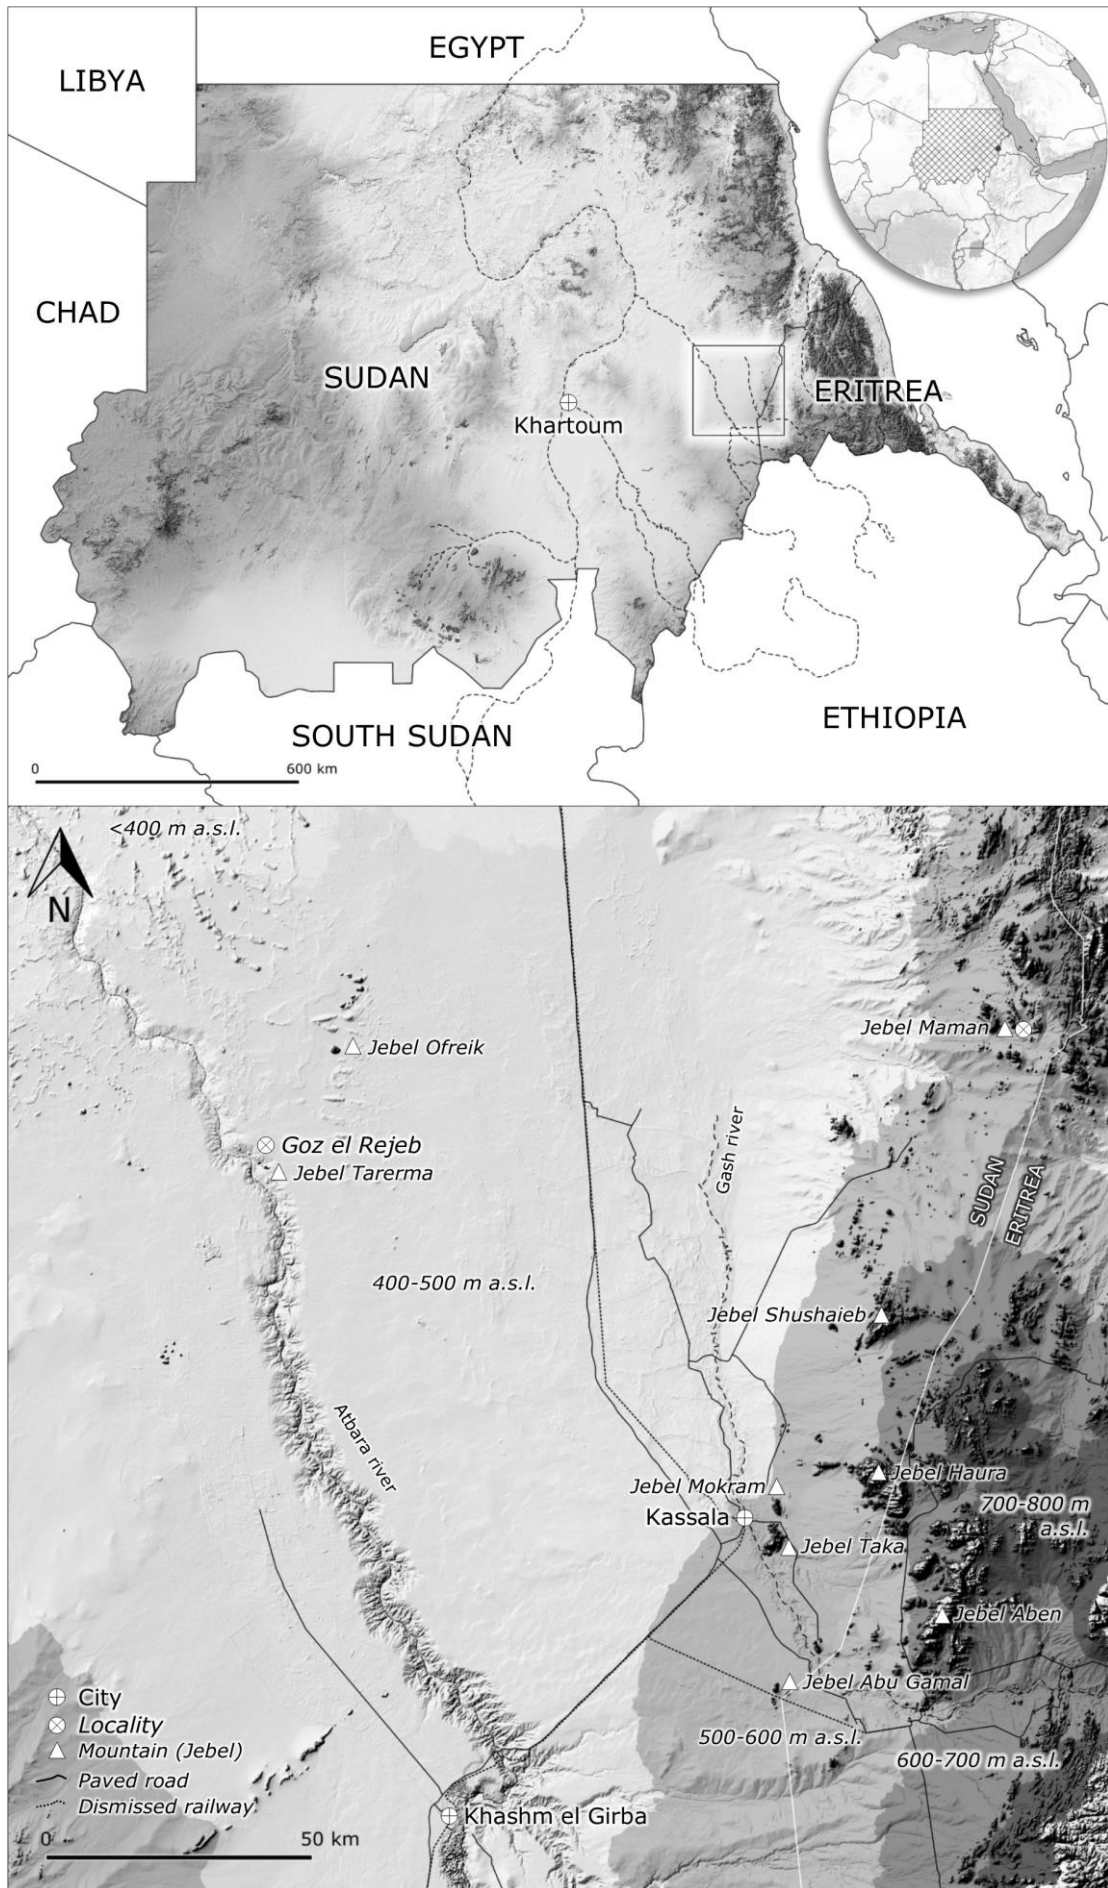 EGYPT
LIBYA
CHAD
SUDAN
ERITREA
Khartoum
SOUTH SUDAN
ETHIOPIA
0 600 km
<400 m a.s.l.
N
Jebel Maman
Jebel Ofreik
Gash river
Goz el Rejeb
Jebel Tarerma
SUDAN
ERITREA
400-500 m a.s.l.
Jebel Shushaieb
Atbara river
Jebel Haura
Jebel Mokram
700-800 m
a.s.l.
Kassala
Jebel Taka
Jebel Aben
Jebel Abu Gamal
500-600 m a.s.l.
600-700 m a.s.l.
City
Locality
Mountain (Jebel)
Paved road
Dismissed railway
Khashm el Girba
0 50 km